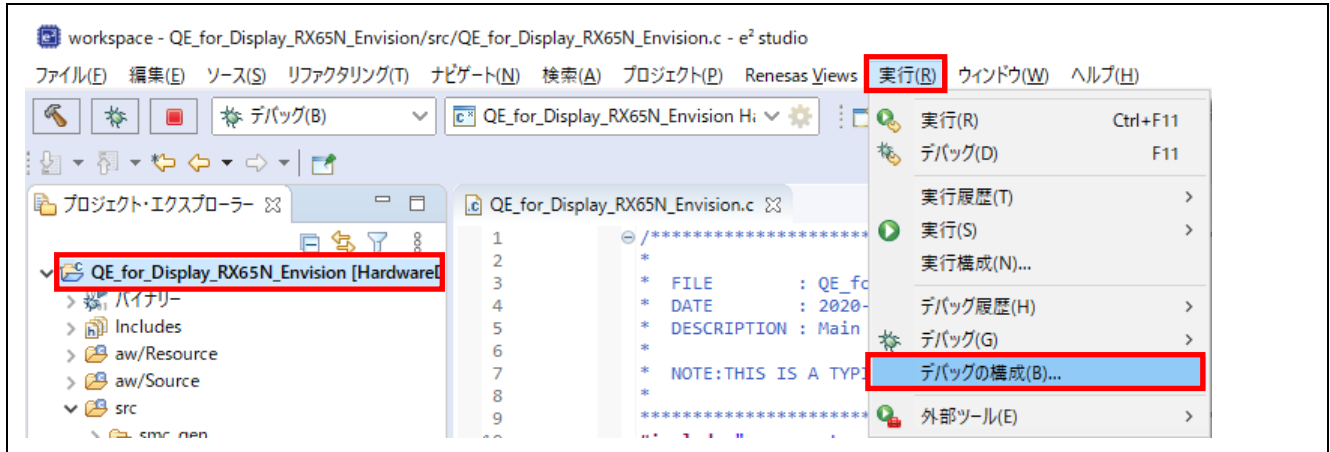 workspace - QE_for_Display_RX65N_Envision/src/QE_for_Display_RX65N_Envision.c - e² studio
ファイル(F) 編集(E) ソース(S) リファクタリング(T) ナビゲート(N) 検索(A) プロジェクト(P) Renesas Views 実行(R) ウィンドウ(W) ヘルプ(H)
デバッグ(B) QE_for_Display_RX65N_Envision
実行(R) Ctrl+F11
デバッグ(D) F11
実行履歴(T)
実行(S)
実行構成(N)...
デバッグ履歴(H)
デバッグ(G)
デバッグの構成(B)...
外部ツール(E)
プロジェクト・エクスプローラー
QE_for_Display_RX65N_Envision [Hardware
バイナリー
Includes
aw/Resource
aw/Source
src
smc_gen
QE_for_Display_RX65N_Envision.c
1 /**********************
2 *
3 * FILE : QE_fo
4 * DATE : 2020-
5 * DESCRIPTION : Main
6 *
7 * NOTE:THIS IS A TYP
8 *
9 **********************